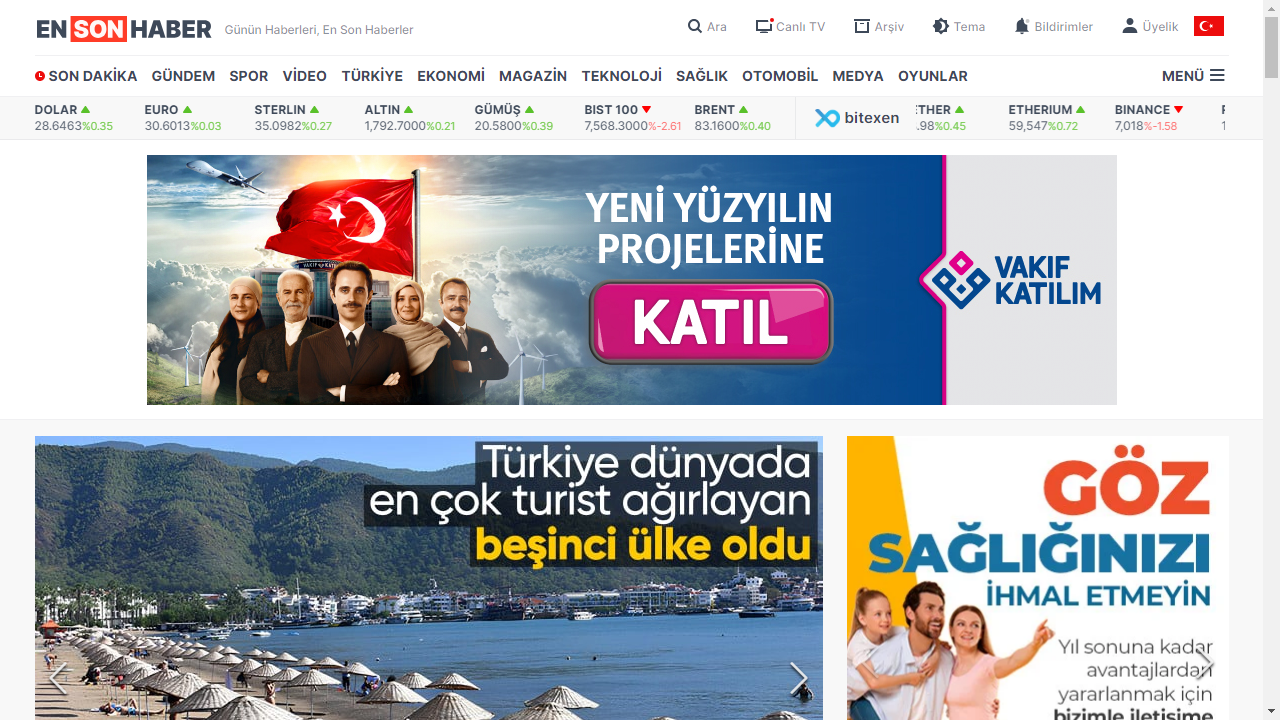 EN SON HABER
Günün Haberleri, En Son Haberler
Ara
Canlı TV
Arşiv
Tema
Bildirimler
Üyelik
SON DAKİKA GÜNDEM SPOR VİDEO TÜRKİYE EKONOMİ MAGAZİN TEKNOLOJİ SAĞLIK OTOMOBİL MEDYA OYUNLAR
MENÜ
DOLAR
28.6463%0.35
EURO
30.6013%0.03
STERLIN
35.0982%0.27
ALTIN
1,792.7000%0.21
GÜMÜŞ
20.5800%0.39
BIST 100
7,568.3000%-2.61
BRENT
83.1600%0.40
bitexen
ETHER
.98%0.45
ETHERIUM
59,547%0.72
BINANCE
7,018%-1.58
YENİ YÜZYILIN
PROJELERİNE
KATIL
VAKIF
KATILIM
Türkiye dünyada
en çok turist ağırlayan
beşinci ülke oldu
GÖZ
SAĞLIĞINIZI
İHMAL ETMEYİN
Yıl sonuna kadar
avantajlardan
yararlanmak için
bizimle iletişime